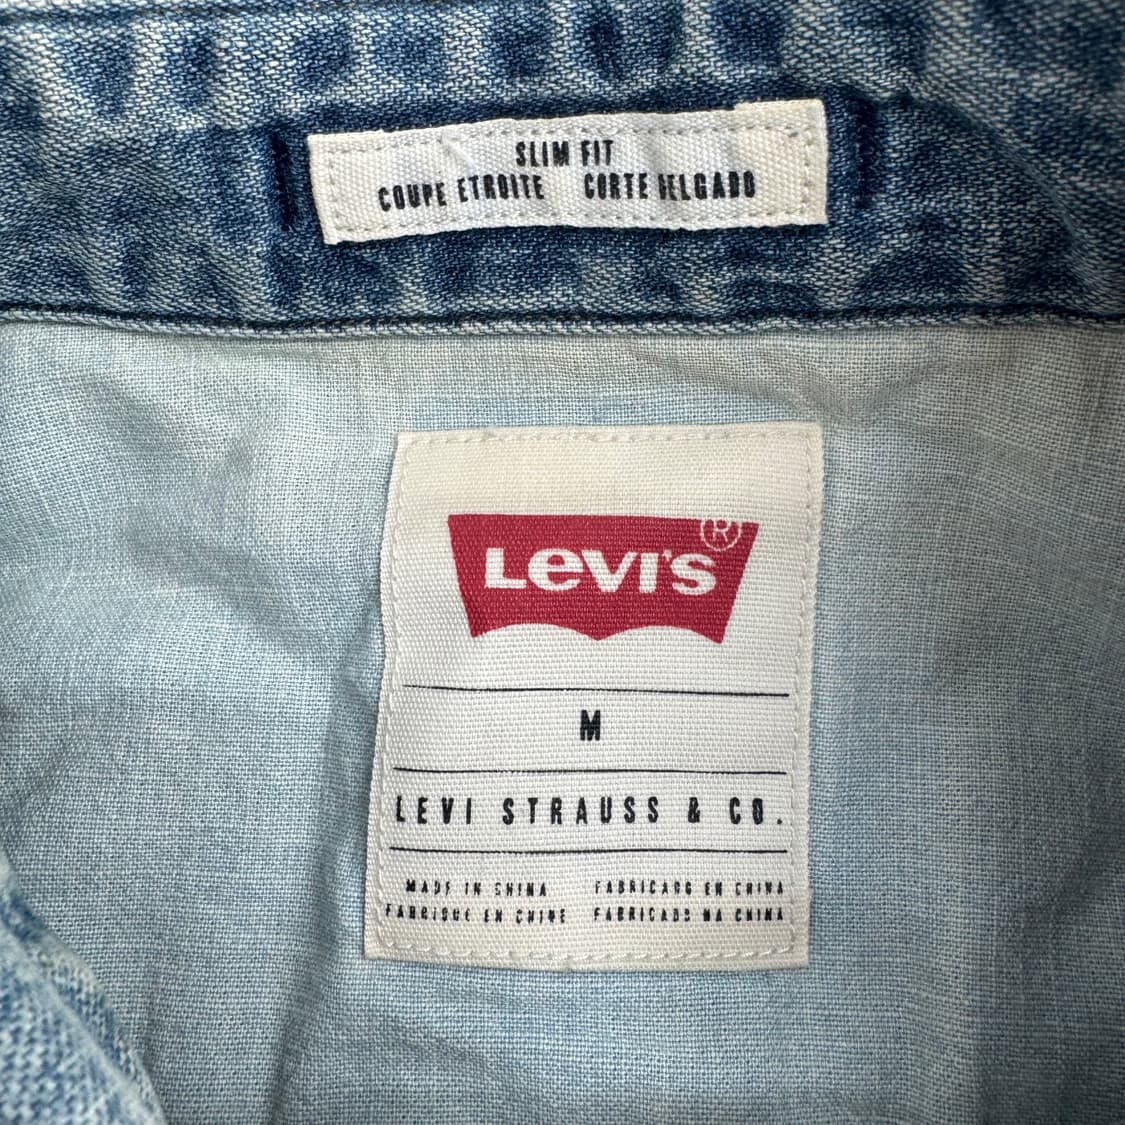 SLIM FIT
COUPE ETROITE CORTE DELGADO
LEVI'S®
M
LEVI STRAUSS & CO.
MADE IN CHINA FABRICADO EN CHINA
FABRIQUE EN CHINE FABRICADO NA CHINA